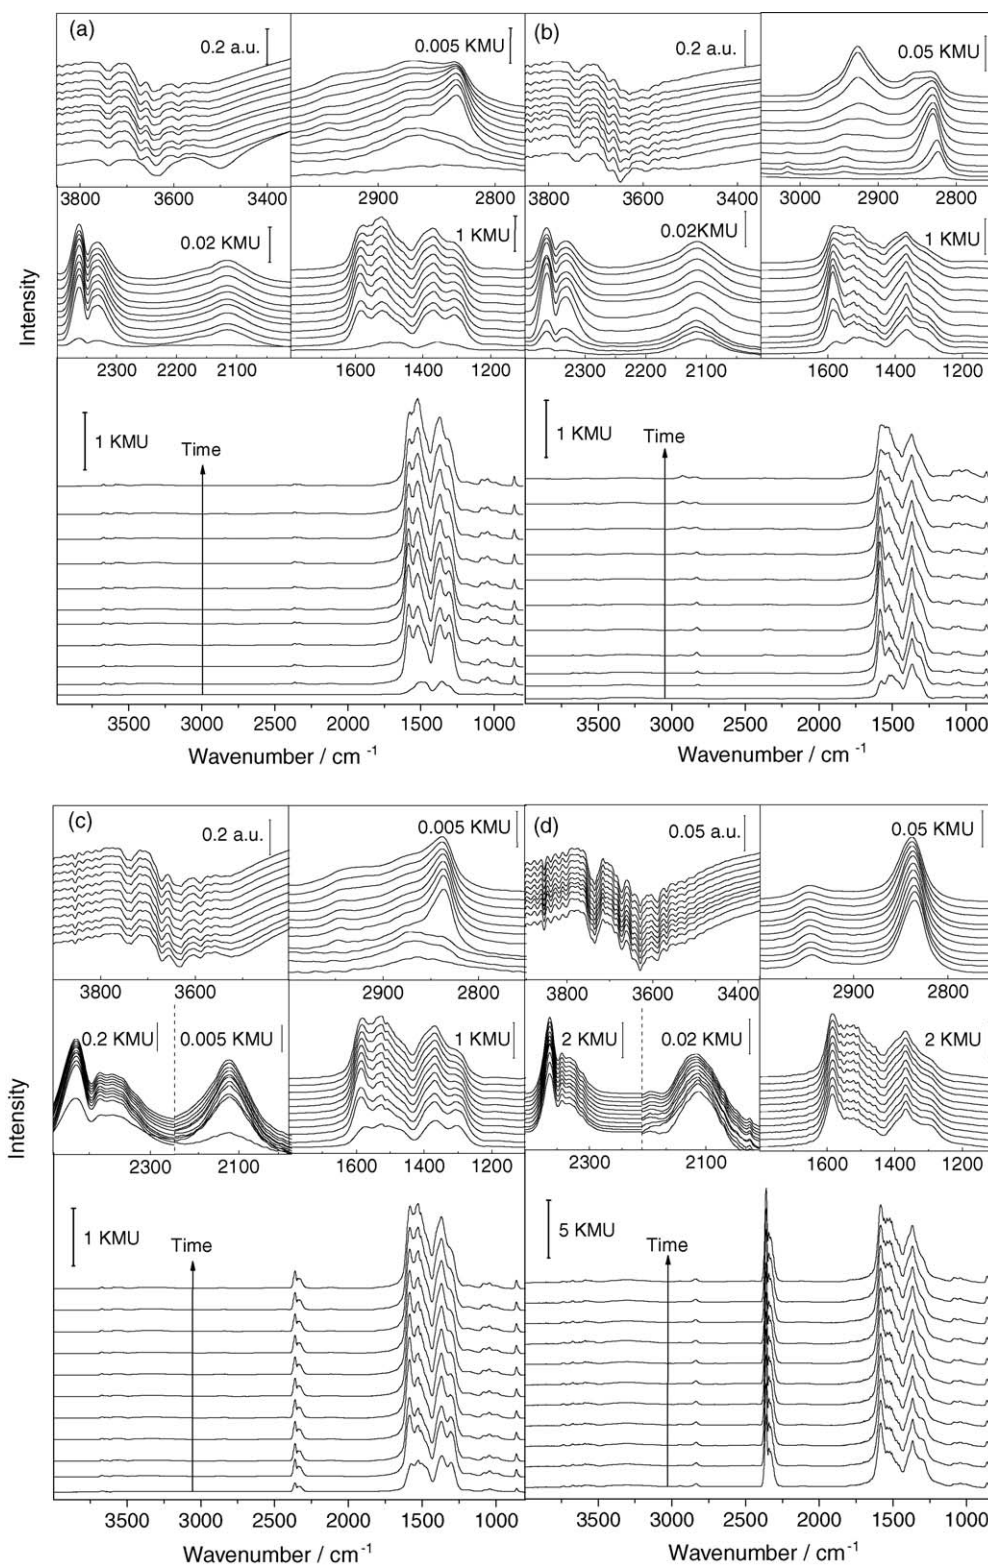 (a)
0.2 a.u.
0.005 KMU
(b)
0.2 a.u.
0.05 KMU
3800 3600 3400
2900 2800
3800 3600 3400
3000 2900 2800
0.02 KMU
1 KMU
0.02KMU
1 KMU
Intensity
2300 2200 2100
1600 1400 1200
2300 2200 2100
1600 1400 1200
1 KMU
Time
1 KMU
Time
3500 3000 2500 2000 1500 1000
3500 3000 2500 2000 1500 1000
Wavenumber / cm -1
Wavenumber / cm -1
(c)
0.2 a.u.
0.005 KMU
(d)
0.05 a.u.
0.05 KMU
3800 3600
2900 2800
3800 3600 3400
2900 2800
0.2 KMU
0.005 KMU
1 KMU
2 KMU
0.02 KMU
2 KMU
Intensity
2300 2100
1600 1400 1200
2300 2100
1600 1400 1200
1 KMU
Time
5 KMU
Time
3500 3000 2500 2000 1500 1000
3500 3000 2500 2000 1500 1000
Wavenumber / cm -1
Wavenumber / cm -1